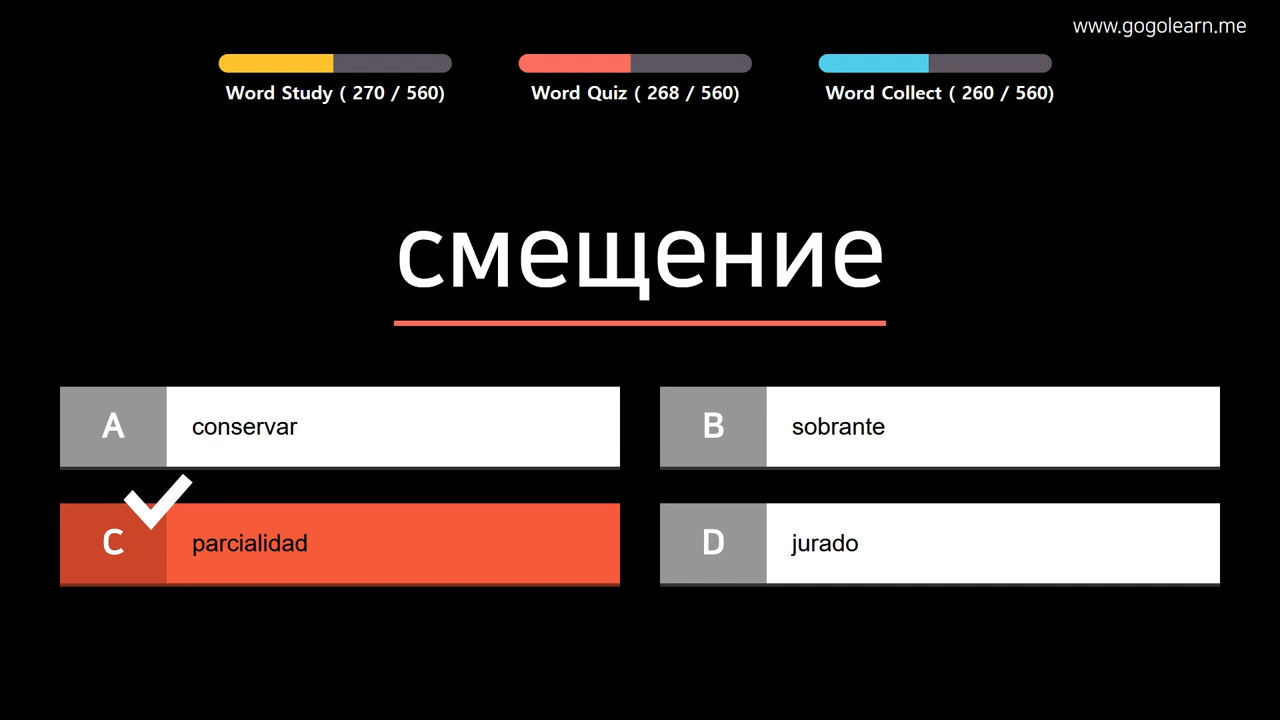 www.gogolearn.me
Word Study ( 270 / 560)
Word Quiz ( 268 / 560)
Word Collect ( 260 / 560)
смещение
A
conservar
B
sobrante
C
parcialidad
D
jurado